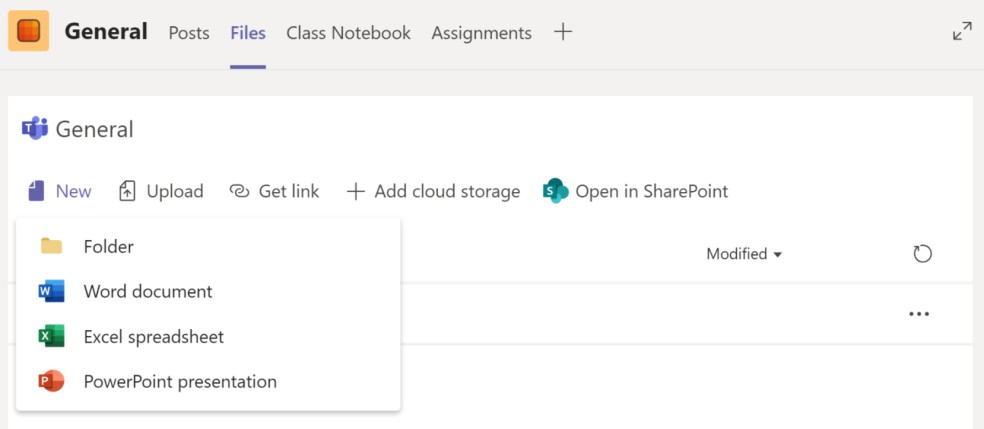 General Posts Files Class Notebook Assignments
General
New Upload Get link Add cloud storage Open in SharePoint
Folder
Modified
Word document
Excel spreadsheet
PowerPoint presentation